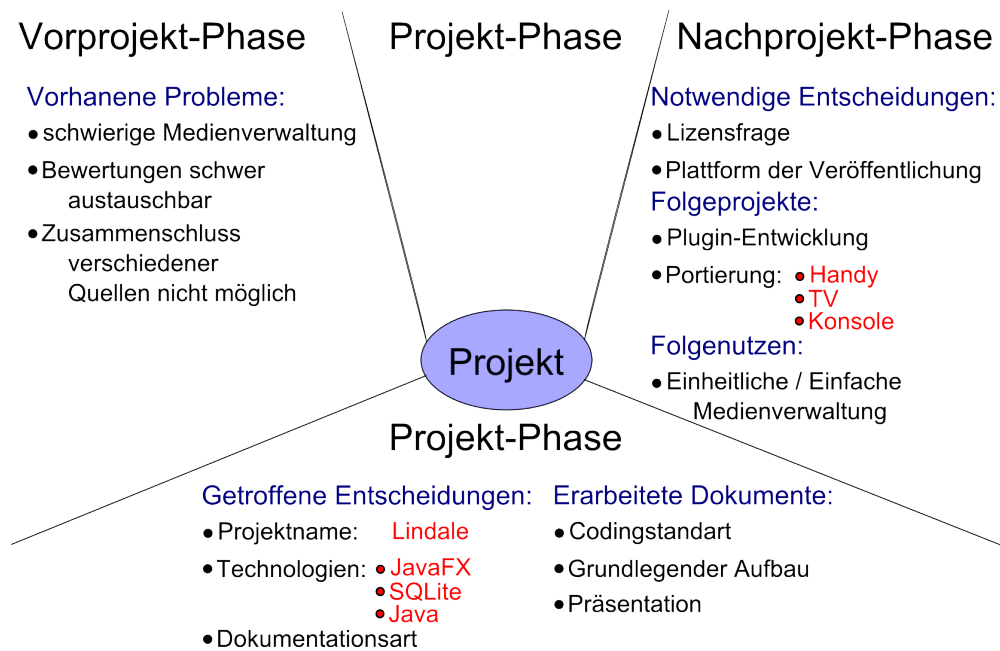 Vorprojekt-Phase
Vorhanene Probleme:
schwierige Medienverwaltung
Bewertungen schwer
austauschbar
Zusammenschluss
verschiedener
Quellen nicht möglich
Projekt-Phase
Nachprojekt-Phase
Notwendige Entscheidungen:
Lizensfrage
Plattform der Veröffentlichung
Folgeprojekte:
Plugin-Entwicklung
Portierung:
Handy
TV
Konsole
Folgenutzen:
Einheitliche / Einfache
Medienverwaltung
Projekt
Projekt-Phase
Getroffene Entscheidungen:
Projektname: Lindale
Technologien:
JavaFX
SQLite
Java
Dokumentationsart
Erarbeitete Dokumente:
Codingstandart
Grundlegender Aufbau
Präsentation